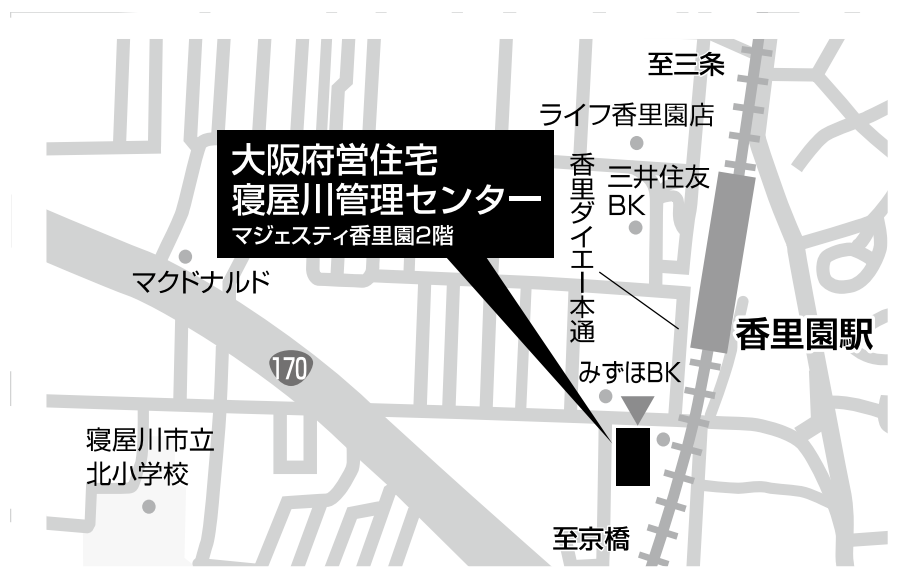 至三条
ライフ香里園店
大阪府営住宅
寝屋川管理センター
マジェスティ香里園2階
香里ダイエー本通
三井住友
BK
マクドナルド
香里園駅
170
みずほBK
寝屋川市立
北小学校
至京橋